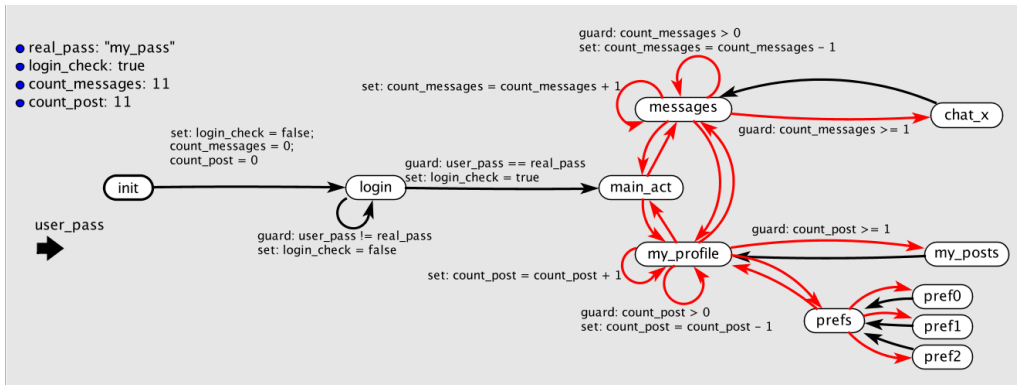 real_pass: "my_pass"
login_check: true
count_messages: 11
count_post: 11
guard: count_messages > 0
set: count_messages = count_messages - 1
set: count_messages = count_messages + 1
messages
chat_x
guard: count_messages >= 1
set: login_check = false;
count_messages = 0;
count_post = 0
guard: user_pass == real_pass
set: login_check = true
init
login
main_act
user_pass
guard: user_pass != real_pass
set: login_check = false
guard: count_post >= 1
my_profile
my_posts
set: count_post = count_post + 1
guard: count_post > 0
set: count_post = count_post - 1
prefs
pref0
pref1
pref2